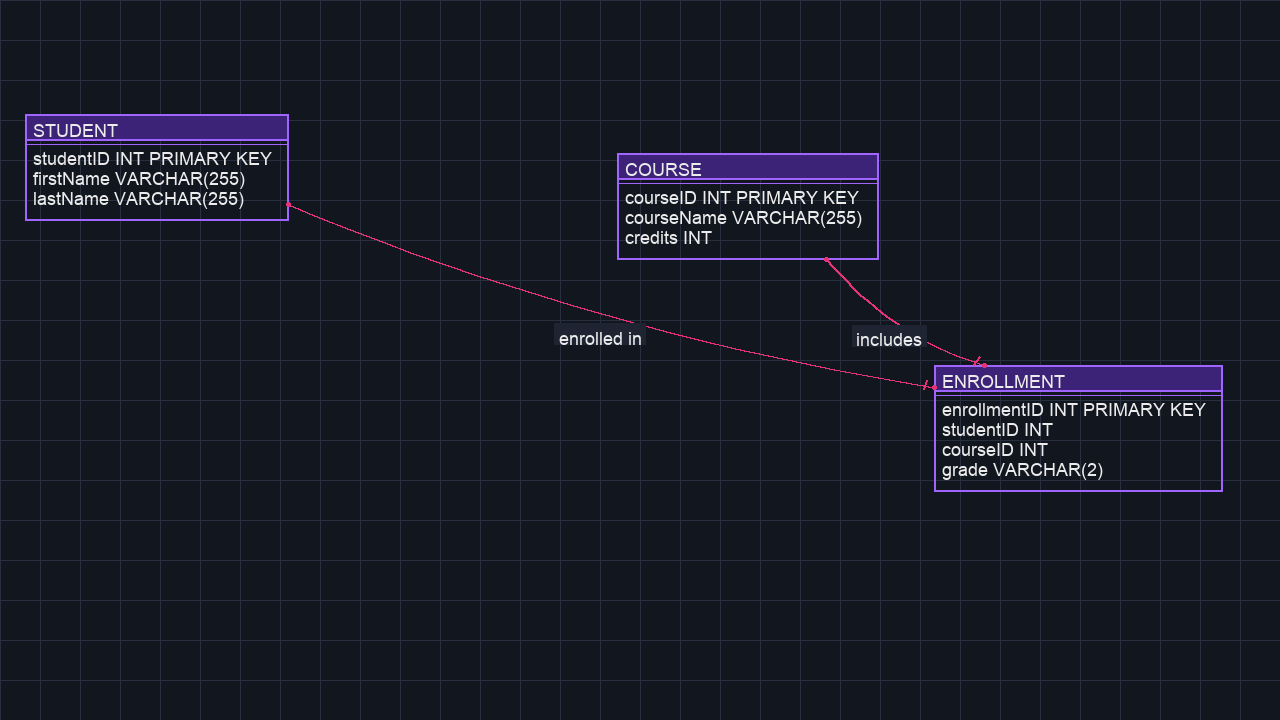 STUDENT
studentID INT PRIMARY KEY
firstName VARCHAR(255)
lastName VARCHAR(255)
COURSE
courseID INT PRIMARY KEY
courseName VARCHAR(255)
credits INT
enrolled in
includes
ENROLLMENT
enrollmentID INT PRIMARY KEY
studentID INT
courseID INT
grade VARCHAR(2)